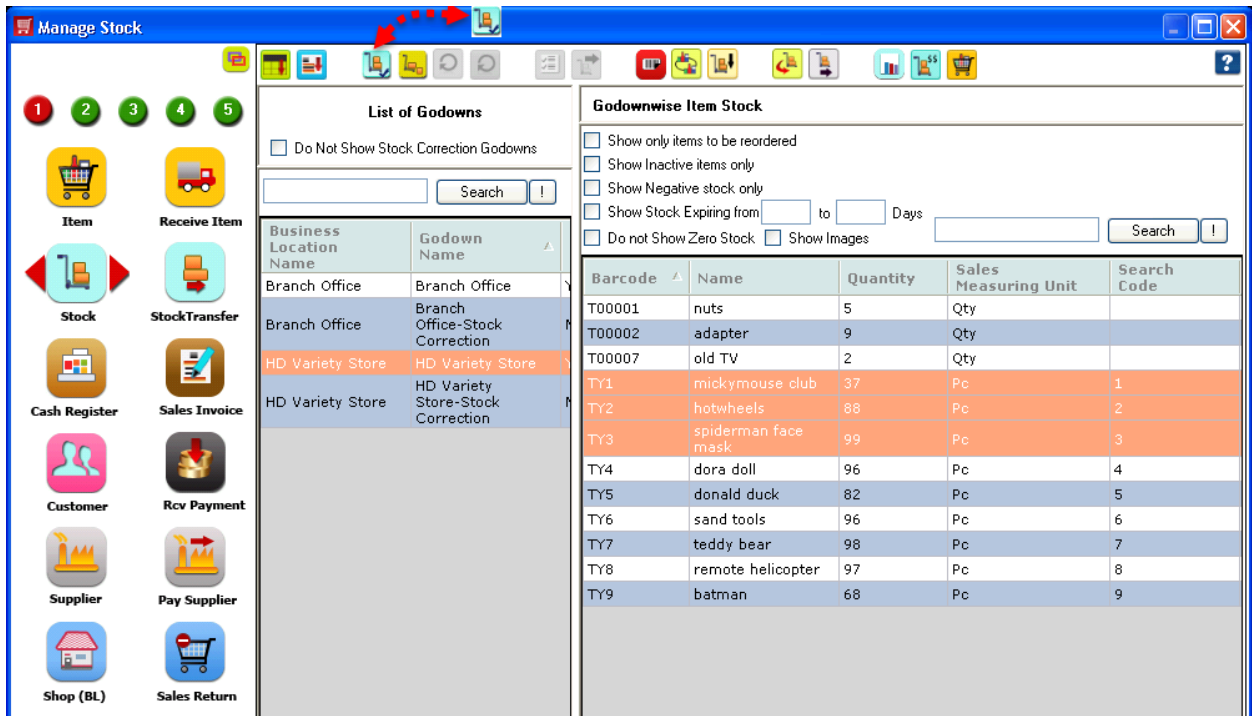 Manage Stock
1 2 3 4 5
Item
Receive Item
Stock
StockTransfer
Cash Register
Sales Invoice
Customer
Rcv Payment
Supplier
Pay Supplier
Shop (BL)
Sales Return
$$
?
List of Godowns
Do Not Show Stock Correction Godowns
Search !
Business
Location
Name
Godown
Name
Branch Office Branch Office Y
Branch Office
Branch
Office-Stock
Correction
HD Variety Store HD Variety Store
HD Variety Store
HD Variety
Store-Stock
Correction
Godownwise Item Stock
Show only items to be reordered
Show Inactive items only
Show Negative stock only
Show Stock Expiring from to Days
Do not Show Zero Stock Show Images
Search !
Barcode Name Quantity Sales Measuring Unit Search Code
T00001 nuts 5 Qty
T00002 adapter 9 Qty
T00007 old TV 2 Qty
TY1 mickymouse club 37 Pc 1
TY2 hotwheels 88 Pc 2
TY3 spiderman face mask 99 Pc 3
TY4 dora doll 96 Pc 4
TY5 donald duck 82 Pc 5
TY6 sand tools 96 Pc 6
TY7 teddy bear 98 Pc 7
TY8 remote helicopter 97 Pc 8
TY9 batman 68 Pc 9